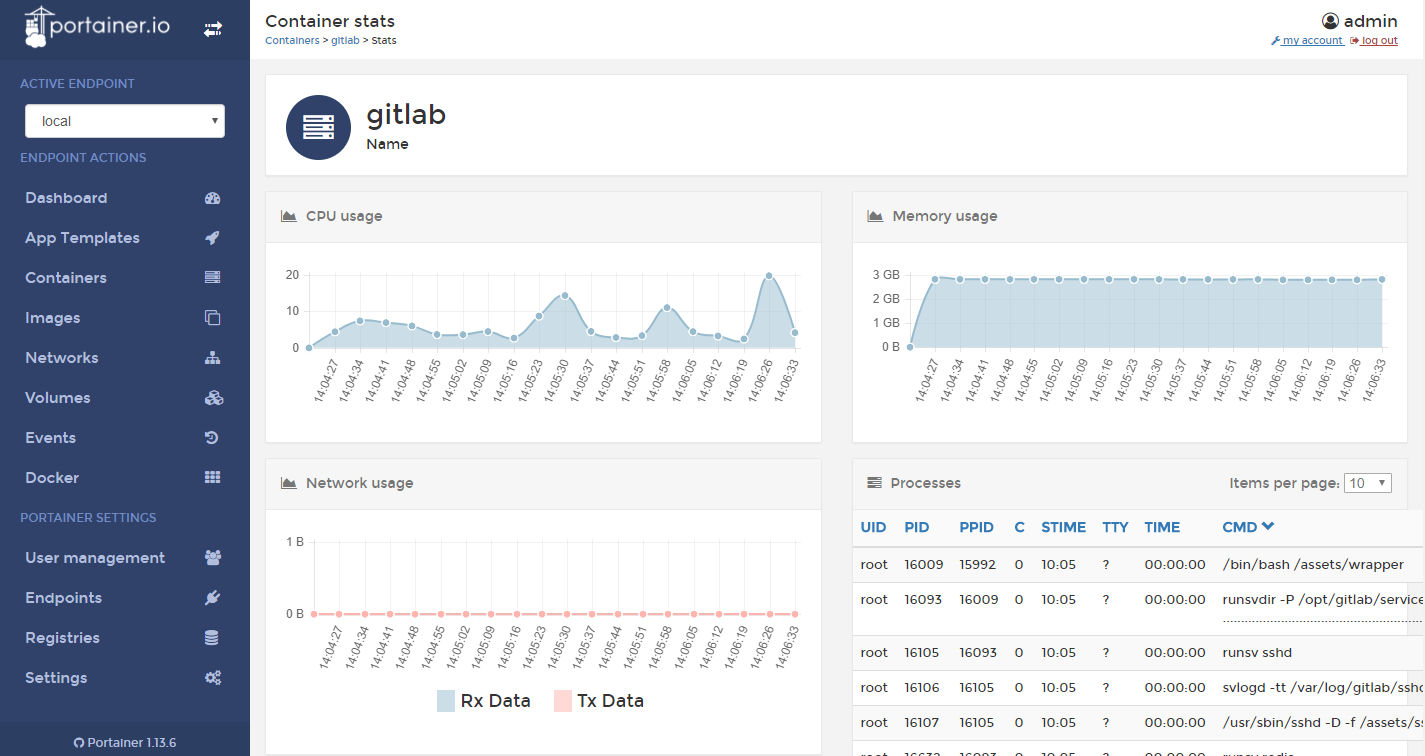 portainer.io
ACTIVE ENDPOINT
local
ENDPOINT ACTIONS
Dashboard
App Templates
Containers
Images
Networks
Volumes
Events
Docker
PORTAINER SETTINGS
User management
Endpoints
Registries
Settings
Portainer 1.13.6
Container stats
Containers > gitlab > Stats
admin
my account log out
gitlab
Name
CPU usage
20
10
0
14:04:27 14:04:34 14:04:41 14:04:48 14:04:55 14:05:02 14:05:09 14:05:16 14:05:23 14:05:30 14:05:37 14:05:44 14:05:51 14:05:58 14:06:05 14:06:12 14:06:19 14:06:26 14:06:33
Memory usage
3 GB
2 GB
1 GB
0 B
14:04:27 14:04:34 14:04:41 14:04:48 14:04:55 14:05:02 14:05:09 14:05:16 14:05:23 14:05:30 14:05:37 14:05:44 14:05:51 14:05:58 14:06:05 14:06:12 14:06:19 14:06:26 14:06:33
Network usage
1 B
0 B
14:04:27 14:04:34 14:04:41 14:04:48 14:04:55 14:05:02 14:05:09 14:05:16 14:05:23 14:05:30 14:05:37 14:05:44 14:05:51 14:05:58 14:06:05 14:06:12 14:06:19 14:06:26 14:06:33
Rx Data Tx Data
Processes Items per page: 10
UID PID PPID C STIME TTY TIME CMD
root 16009 15992 0 10:05 ? 00:00:00 /bin/bash /assets/wrapper
root 16093 16009 0 10:05 ? 00:00:00 runsvdir -P /opt/gitlab/service
root 16105 16093 0 10:05 ? 00:00:00 runsv sshd
root 16106 16105 0 10:05 ? 00:00:00 svlogd -tt /var/log/gitlab/sshd
root 16107 16105 0 10:05 ? 00:00:00 /usr/sbin/sshd -D -f /assets/ss